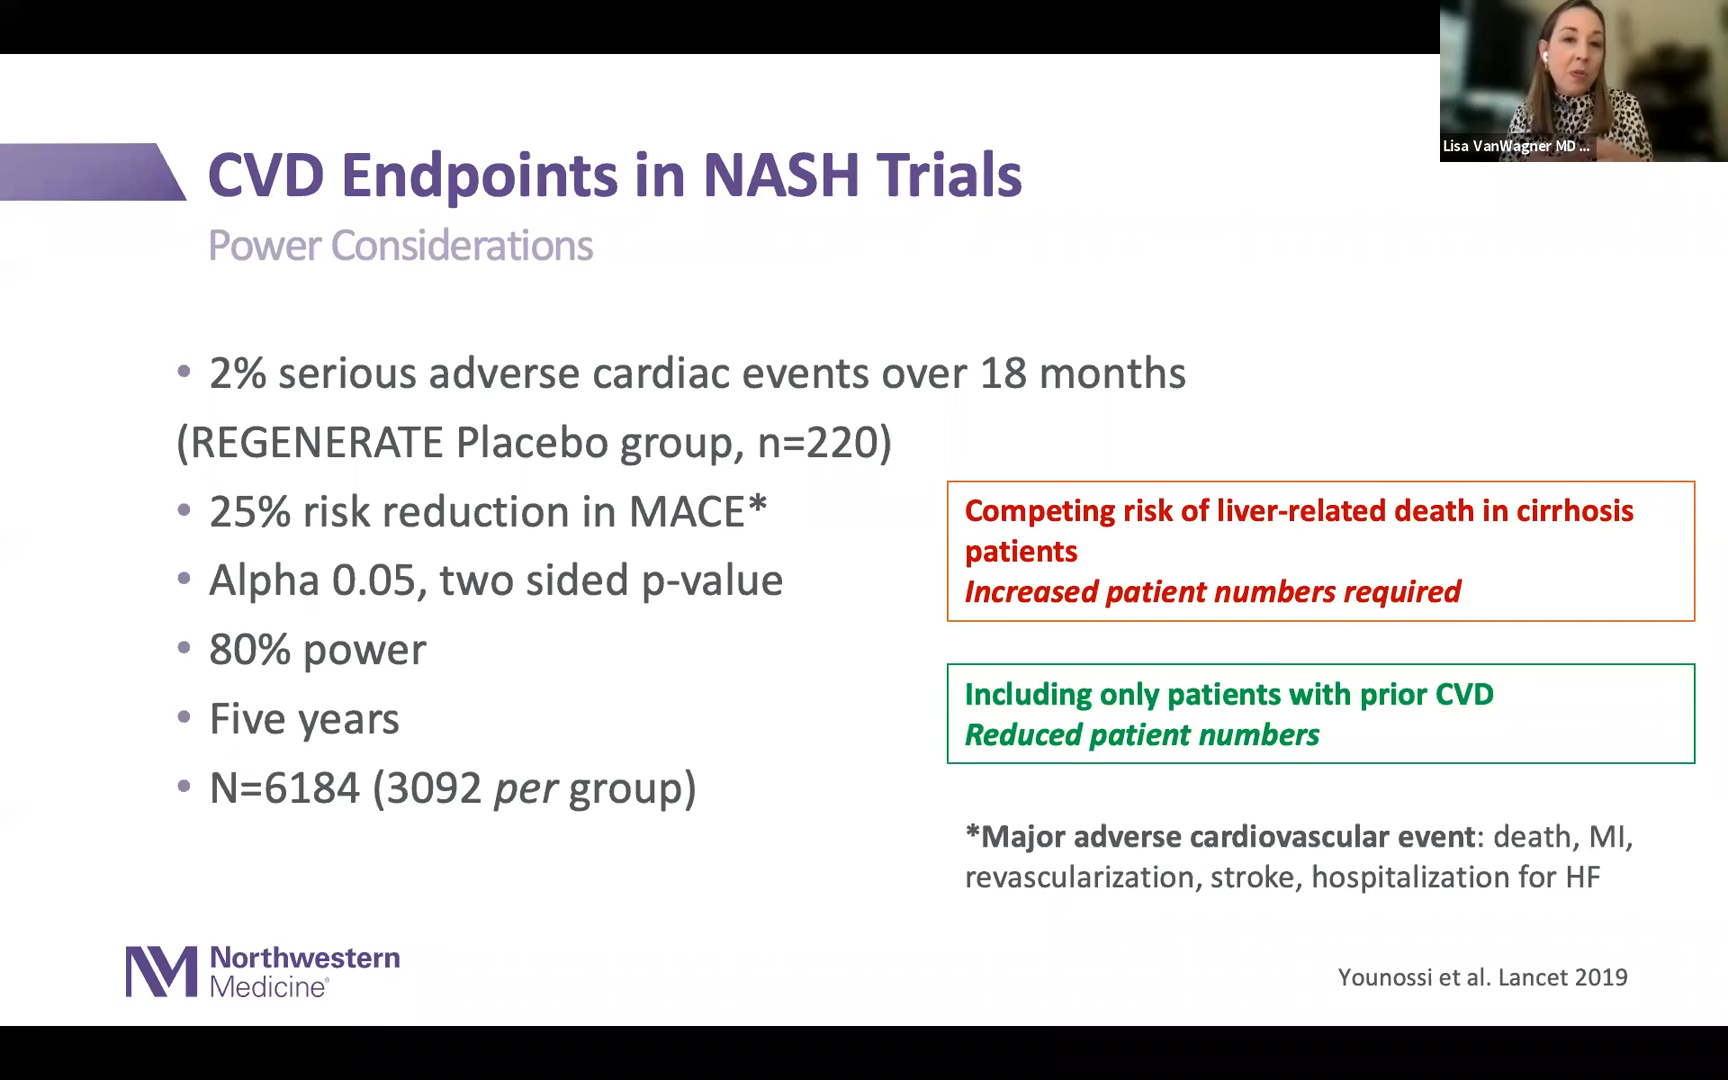 Lisa VanWagner MD ...
CVD Endpoints in NASH Trials
Power Considerations
• 2% serious adverse cardiac events over 18 months
(REGENERATE Placebo group, n=220)
• 25% risk reduction in MACE*
• Alpha 0.05, two sided p-value
• 80% power
• Five years
• N=6184 (3092 per group)
Competing risk of liver-related death in cirrhosis
patients
Increased patient numbers required
Including only patients with prior CVD
Reduced patient numbers
*Major adverse cardiovascular event: death, MI,
revascularization, stroke, hospitalization for HF
NM
Northwestern
Medicine®
Younossi et al. Lancet 2019